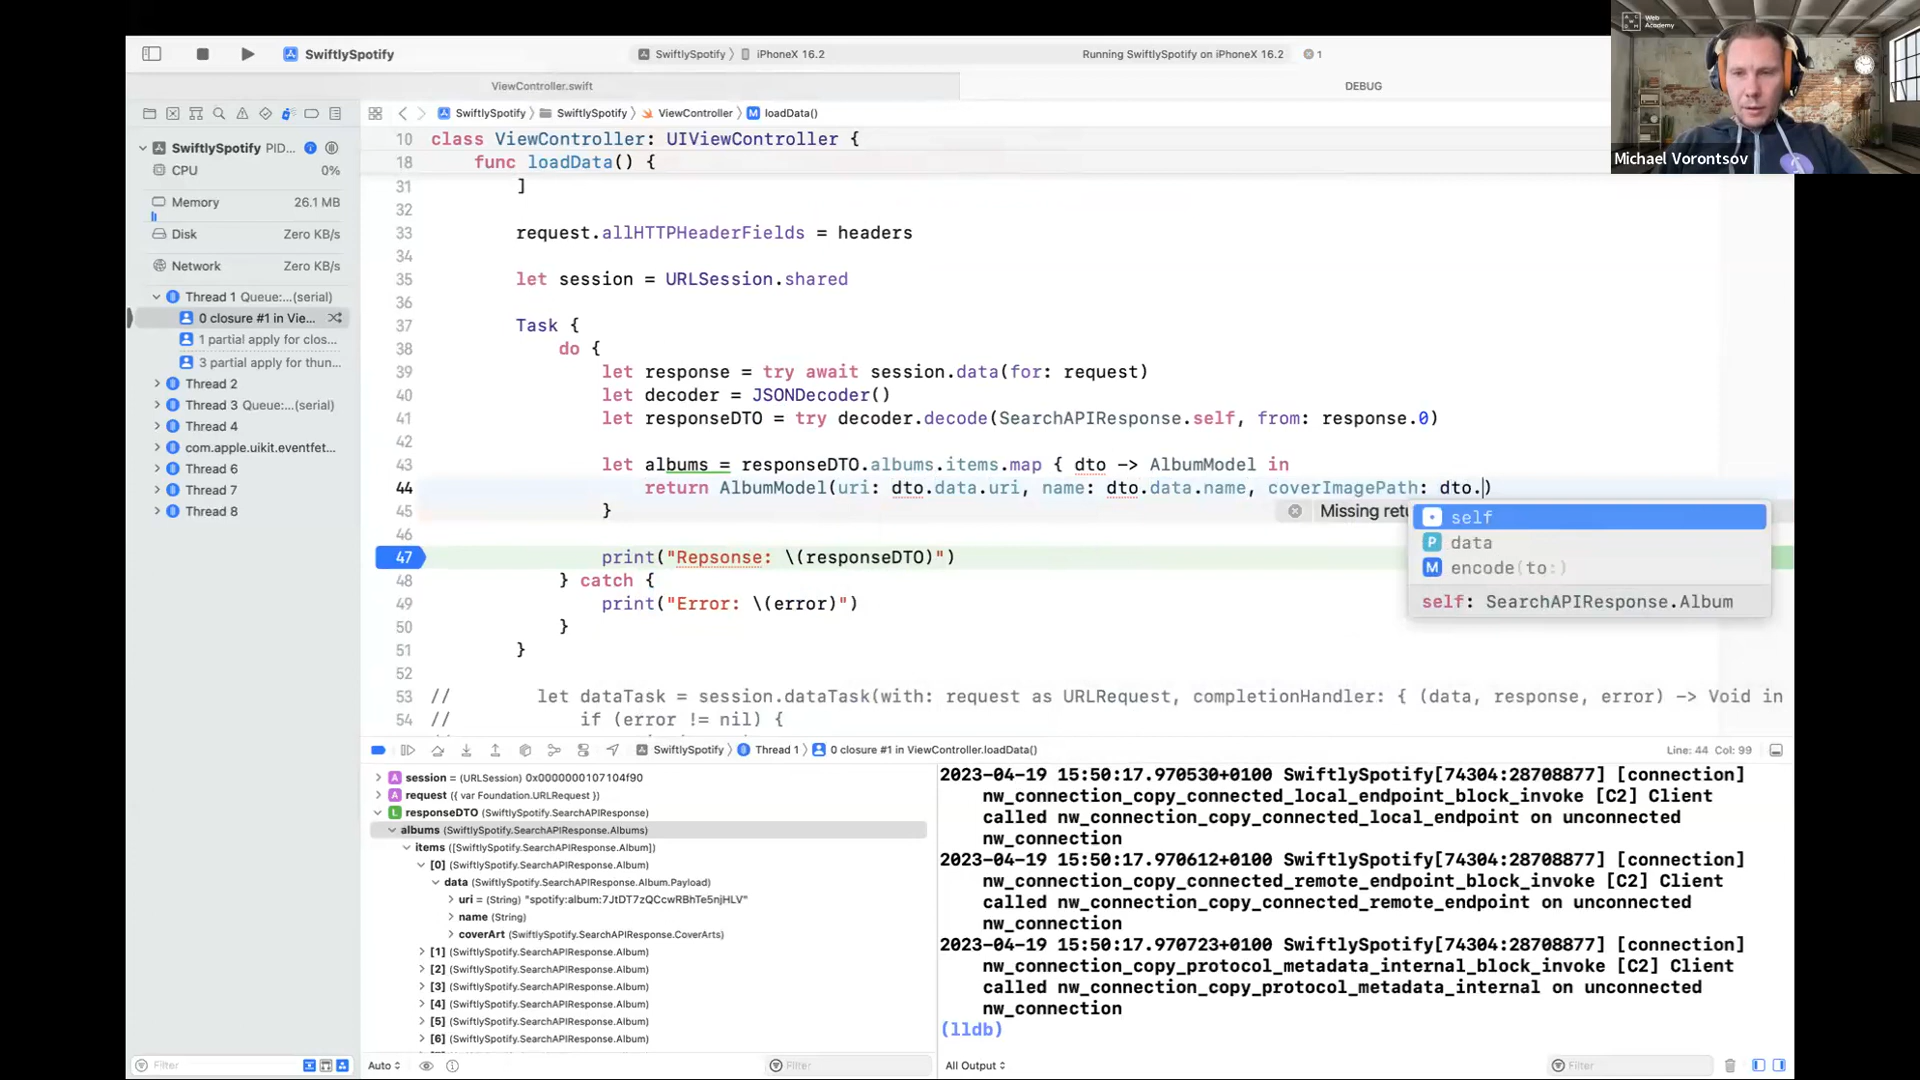 SwiftlySpotify
SwiftlySpotify 〉 iPhoneX 16.2
Running SwiftlySpotify on iPhoneX 16.2
1
ViewController.swift
DEBUG
SwiftlySpotify 〉 SwiftlySpotify 〉 ViewController 〉 M loadData()
Web
Academy
Michael Vorontsov
SwiftlySpotify PID...
CPU 0%
Memory 26.1 MB
Disk Zero KB/s
Network Zero KB/s
Thread 1 Queue:...(serial)
0 closure #1 in Vie...
1 partial apply for clos...
3 partial apply for thun...
Thread 2
Thread 3 Queue:...(serial)
Thread 4
com.apple.uikit.eventfet...
Thread 6
Thread 7
Thread 8
Filter
10 class ViewController: UIViewController {
18 func loadData() {
31 ]
32
33 request.allHTTPHeaderFields = headers
34
35 let session = URLSession.shared
36
37 Task {
38 do {
39 let response = try await session.data(for: request)
40 let decoder = JSONDecoder()
41 let responseDTO = try decoder.decode(SearchAPIResponse.self, from: response.0)
42
43 let albums = responseDTO.albums.items.map { dto -> AlbumModel in
44 return AlbumModel(uri: dto.data.uri, name: dto.data.name, coverImagePath: dto.)
45 }
Missing retu
46
47 print("Repsonse: \(responseDTO)")
48 } catch {
49 print("Error: \(error)")
50 }
51 }
52
53 // let dataTask = session.dataTask(with: request as URLRequest, completionHandler: { (data, response, error) -> Void in
54 // if (error != nil) {
self
P data
M encode(to:)
self: SearchAPIResponse.Album
SwiftlySpotify 〉 Thread 1 〉 0 closure #1 in ViewController.loadData()
Line: 44 Col: 99
A session = (URLSession) 0x0000000107104f90
A request ({ var Foundation.URLRequest })
L responseDTO (SwiftlySpotify.SearchAPIResponse)
albums (SwiftlySpotify.SearchAPIResponse.Albums)
items ([SwiftlySpotify.SearchAPIResponse.Album])
[0] (SwiftlySpotify.SearchAPIResponse.Album)
data (SwiftlySpotify.SearchAPIResponse.Album.Payload)
uri = (String) "spotify:album:7JtDT7zQCcwRBhTe5njHLV"
name (String)
coverArt (SwiftlySpotify.SearchAPIResponse.CoverArts)
[1] (SwiftlySpotify.SearchAPIResponse.Album)
[2] (SwiftlySpotify.SearchAPIResponse.Album)
[3] (SwiftlySpotify.SearchAPIResponse.Album)
[4] (SwiftlySpotify.SearchAPIResponse.Album)
[5] (SwiftlySpotify.SearchAPIResponse.Album)
[6] (SwiftlySpotify.SearchAPIResponse.Album)
Auto
Filter
2023-04-19 15:50:17.970530+0100 SwiftlySpotify[74304:28708877] [connection]
nw_connection_copy_connected_local_endpoint_block_invoke [C2] Client
called nw_connection_copy_connected_local_endpoint on unconnected
nw_connection
2023-04-19 15:50:17.970612+0100 SwiftlySpotify[74304:28708877] [connection]
nw_connection_copy_connected_remote_endpoint_block_invoke [C2] Client
called nw_connection_copy_connected_remote_endpoint on unconnected
nw_connection
2023-04-19 15:50:17.970723+0100 SwiftlySpotify[74304:28708877] [connection]
nw_connection_copy_protocol_metadata_internal_block_invoke [C2] Client
called nw_connection_copy_protocol_metadata_internal on unconnected
nw_connection
(lldb)
All Output
Filter